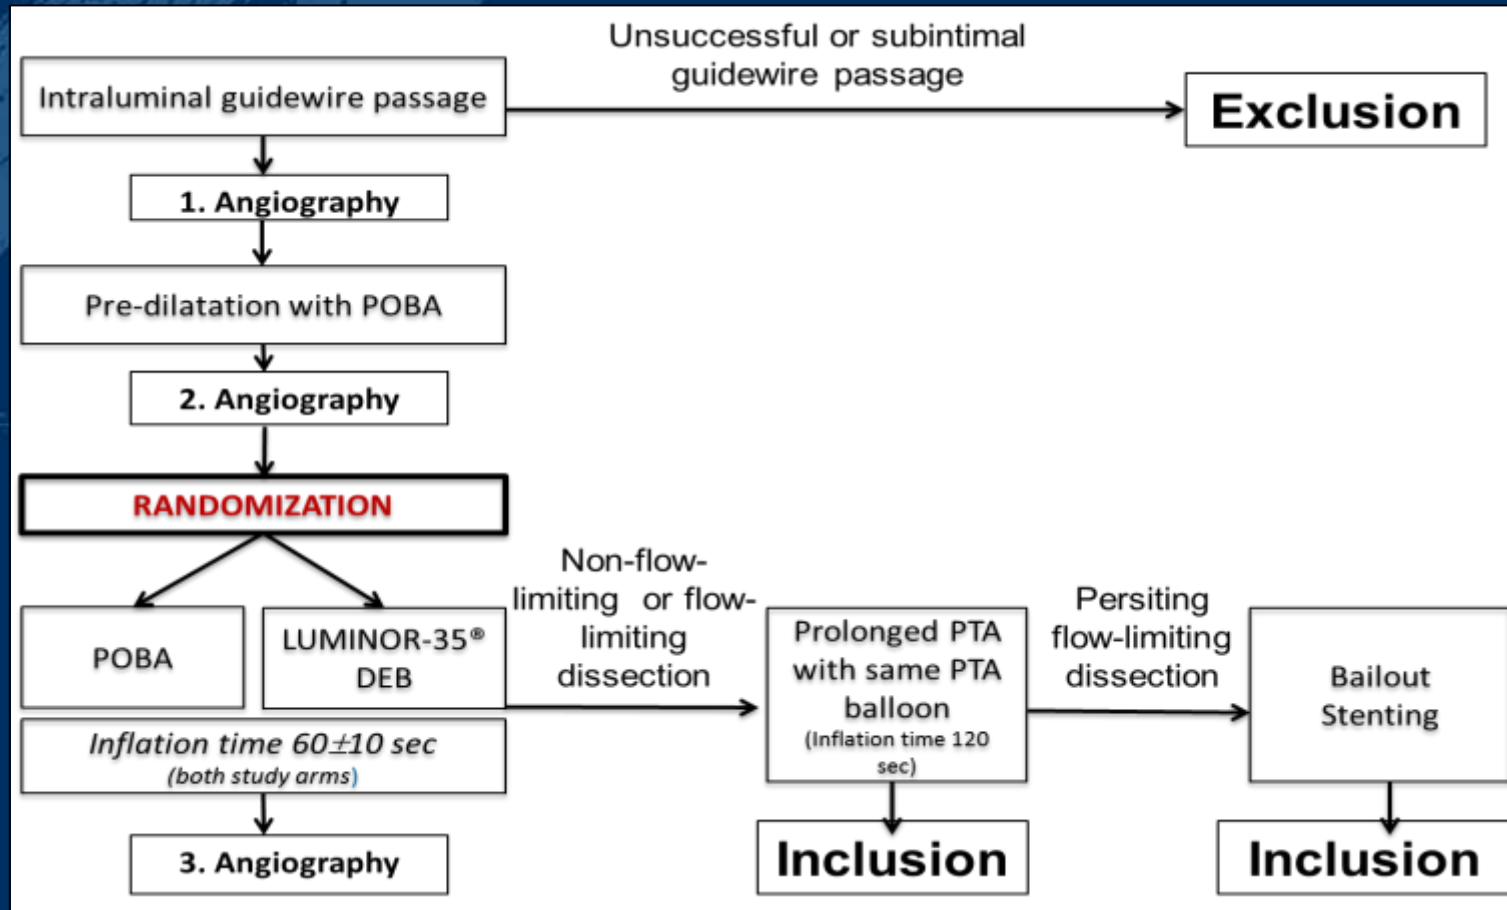 Unsuccessful or subintimal
guidewire passage
Intraluminal guidewire passage
Exclusion
1. Angiography
Pre-dilatation with POBA
2. Angiography
RANDOMIZATION
POBA
LUMINOR-35®
DEB
Non-flow-
limiting or flow-
limiting
dissection
Prolonged PTA
with same PTA
balloon
(Inflation time 120
sec)
Persiting
flow-limiting
dissection
Bailout
Stenting
Inflation time 60±10 sec
(both study arms)
3. Angiography
Inclusion
Inclusion